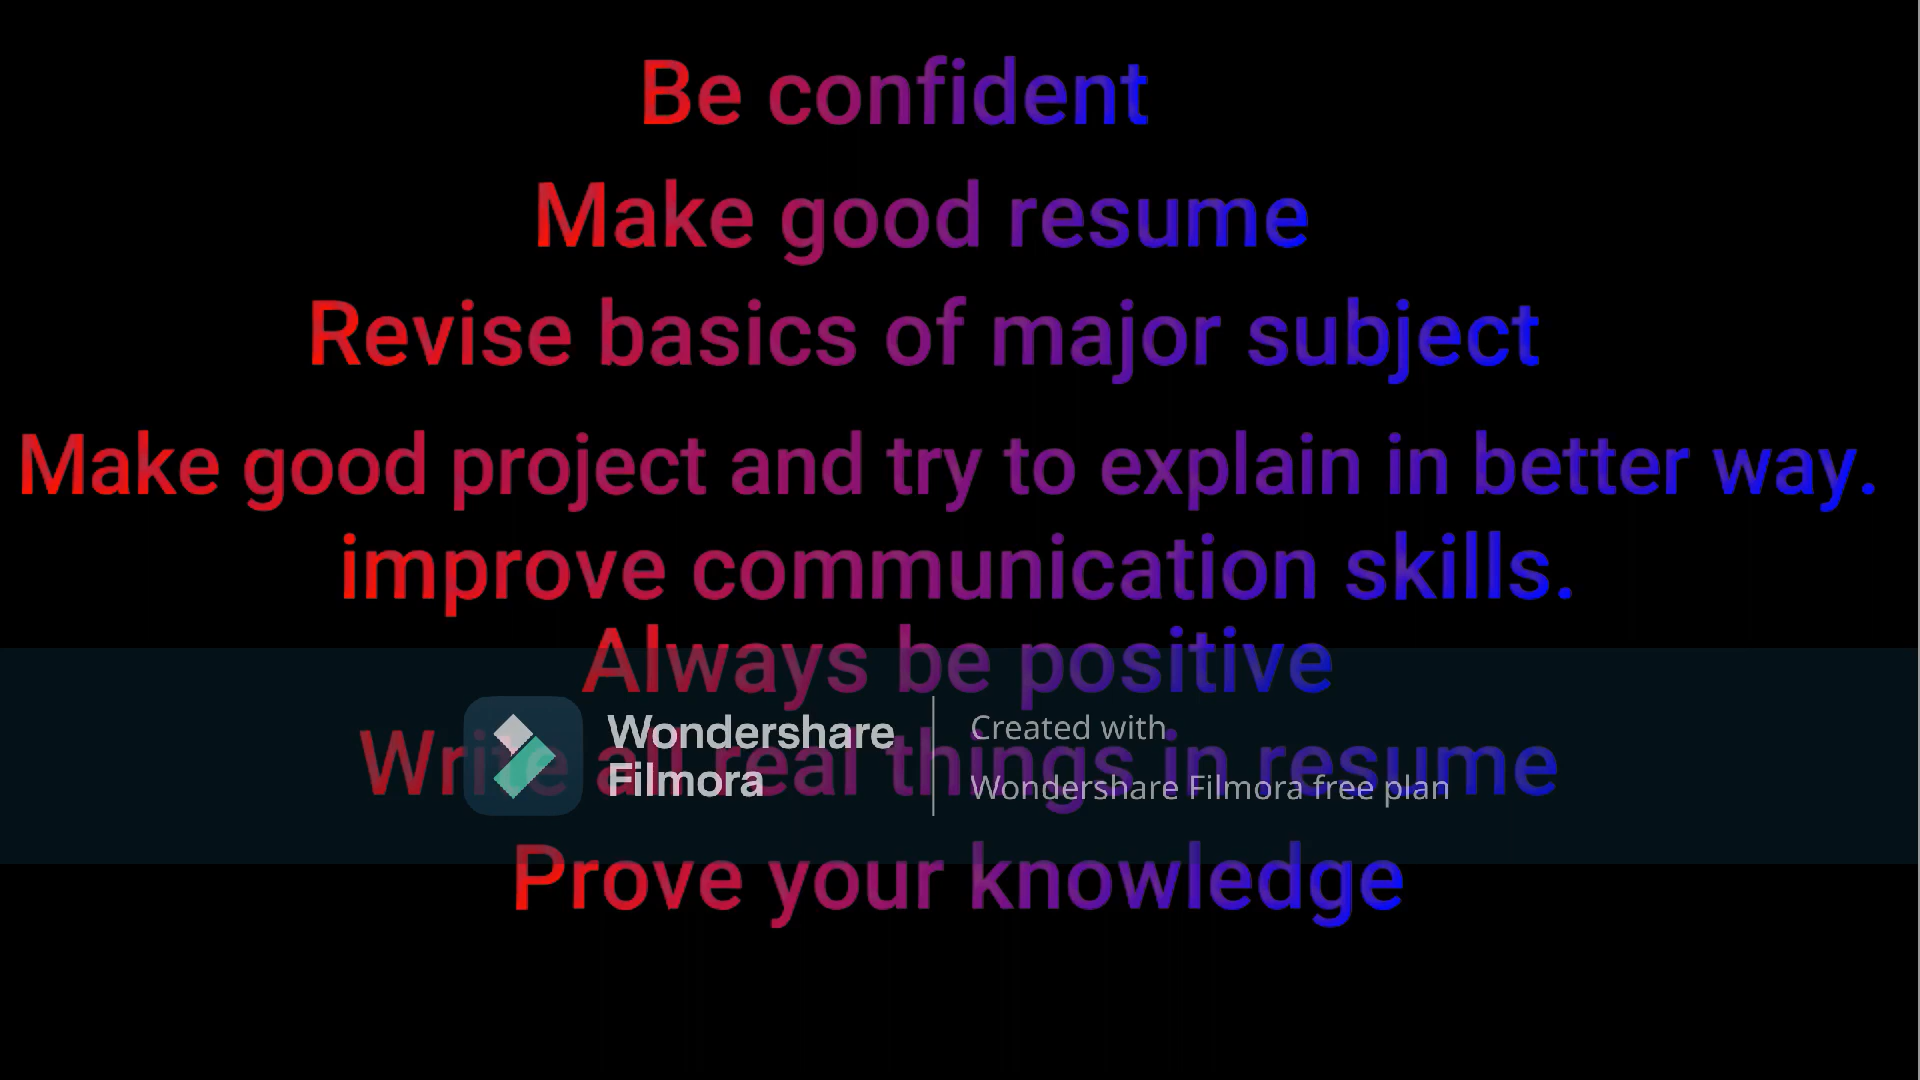 Be confident
Make good resume
Revise basics of major subject
Make good project and try to explain in better way.
improve communication skills.
Always be positive
Write all real things in resume
Wondershare
Filmora
Created with
Wondershare Filmora free plan
Prove your knowledge